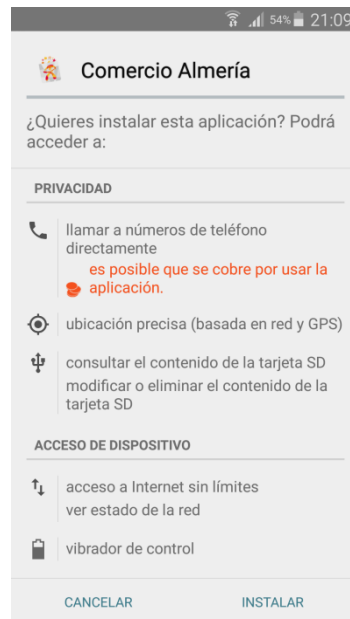 54% 21:09
Comercio Almería
¿Quieres instalar esta aplicación? Podrá
acceder a:
PRIVACIDAD
llamar a números de teléfono
directamente
es posible que se cobre por usar la
aplicación.
ubicación precisa (basada en red y GPS)
consultar el contenido de la tarjeta SD
modificar o eliminar el contenido de la
tarjeta SD
ACCESO DE DISPOSITIVO
acceso a Internet sin límites
ver estado de la red
vibrador de control
CANCELAR INSTALAR